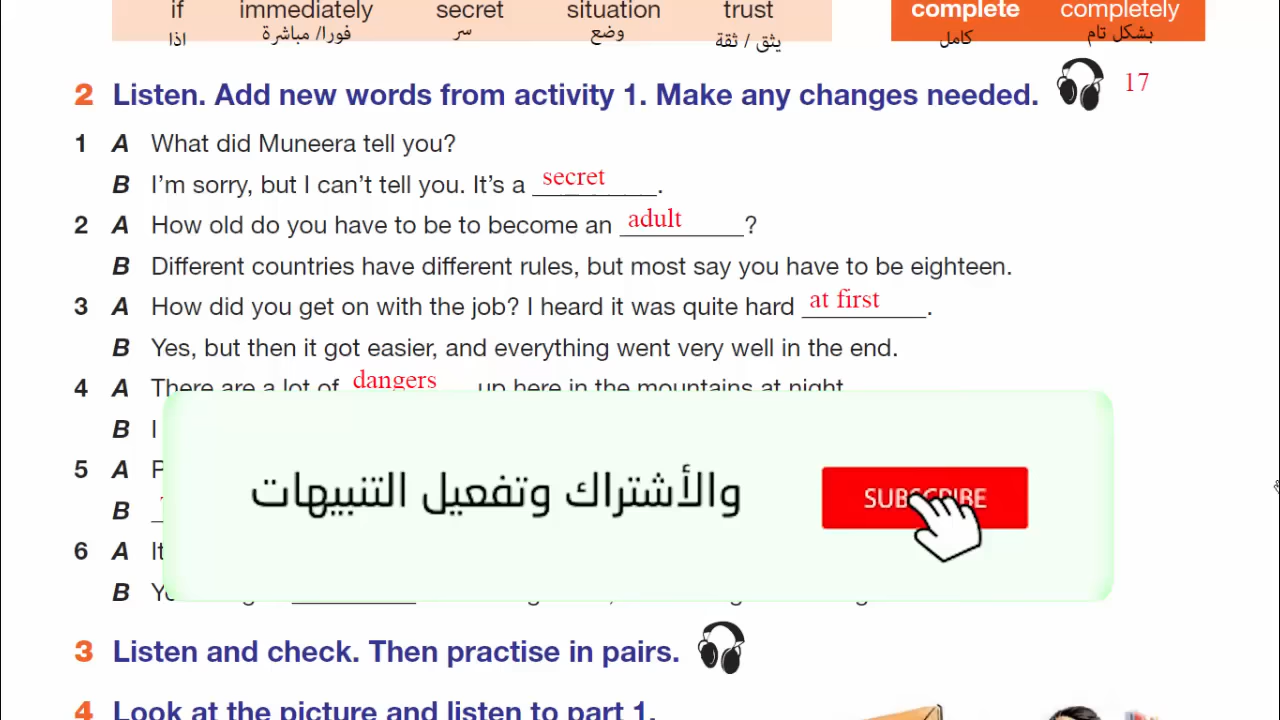 if immediately secret situation trust complete completely
اذا فورا/ مباشرة سر وضع يثق / ثقة كامل بشكل تام
2 Listen. Add new words from activity 1. Make any changes needed. 17
1 A What did Muneera tell you?
B I'm sorry, but I can't tell you. It's a secret.
2 A How old do you have to be to become an adult?
B Different countries have different rules, but most say you have to be eighteen.
3 A How did you get on with the job? I heard it was quite hard at first.
B Yes, but then it got easier, and everything went very well in the end.
4 A There are a lot of dangers up here in the mountains at night
B I
5 A
B
6 A It
B
والأشتراك وتفعيل التنبيهات SUBSCRIBE
3 Listen and check. Then practise in pairs.
4 Look at the picture and listen to part 1.